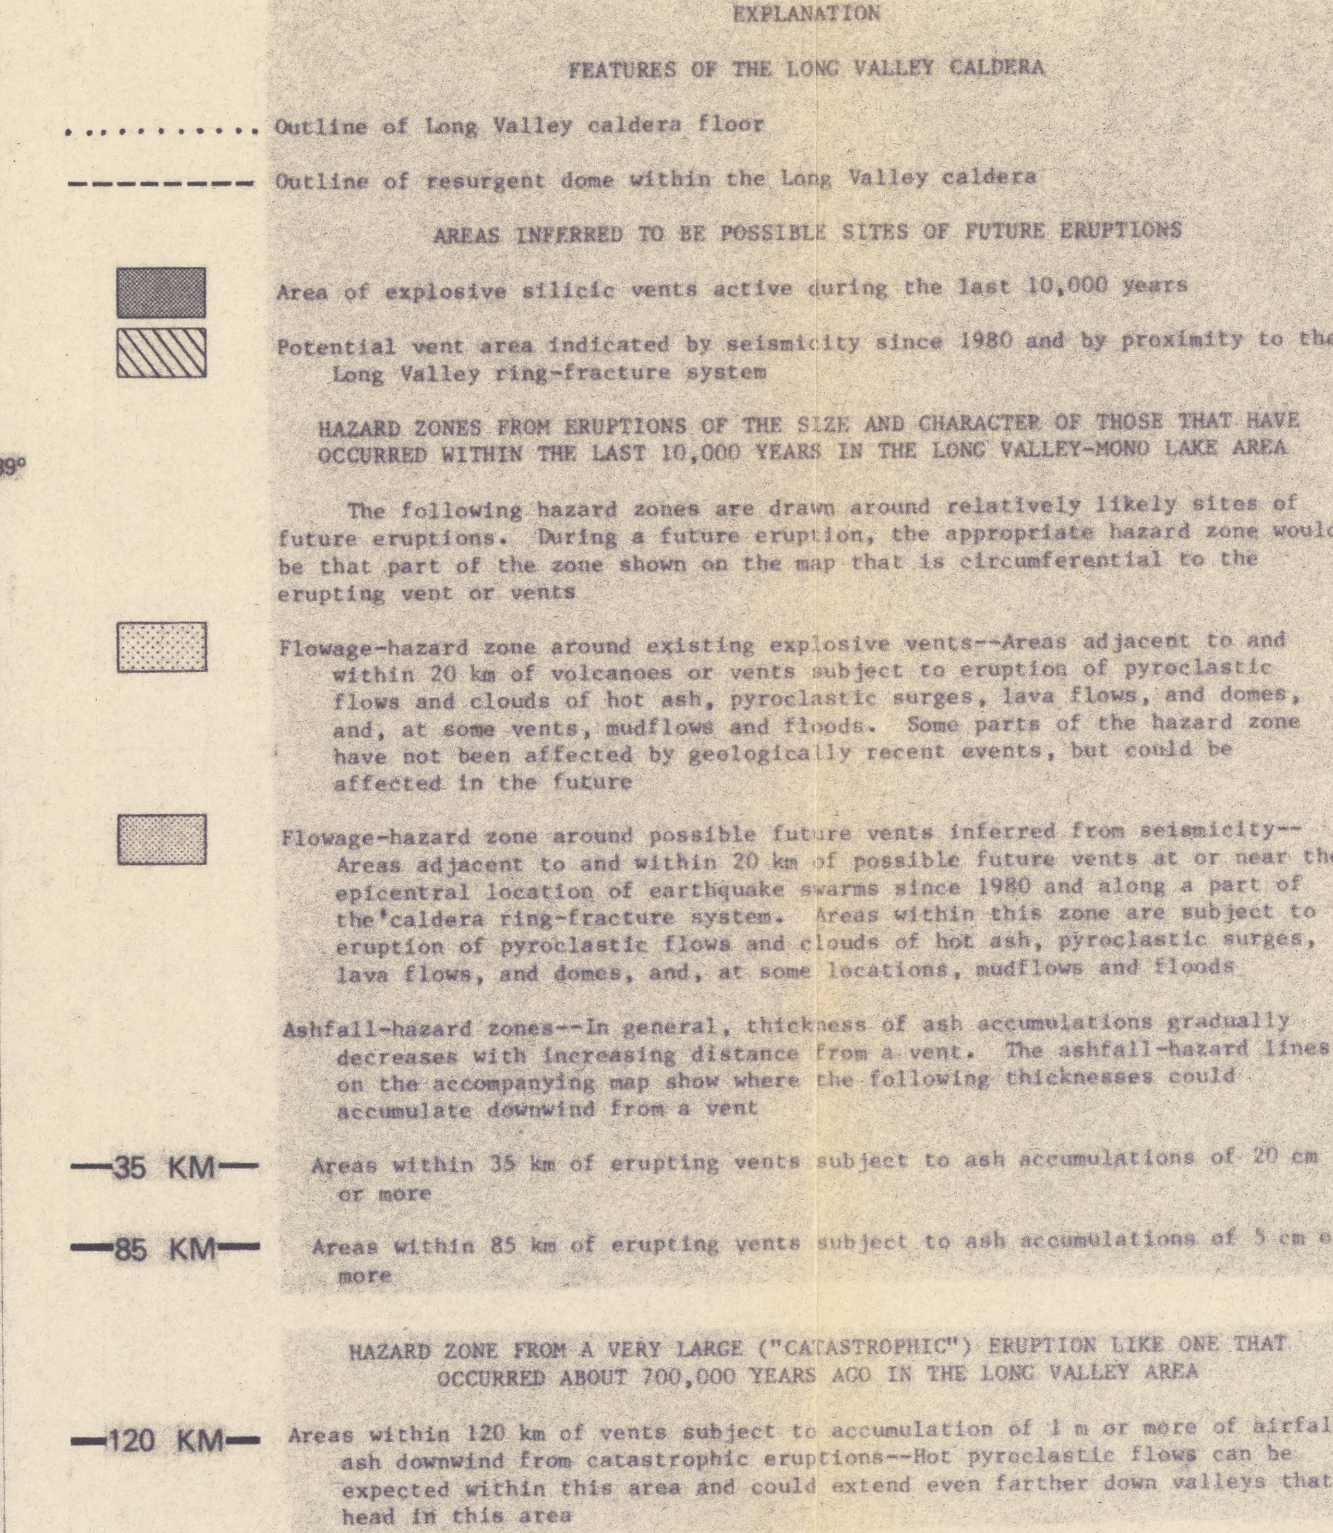 EXPLANATION
FEATURES OF THE LONG VALLEY CALDERA
Outline of Long Valley caldera floor
Outline of resurgent dome within the Long Valley caldera
AREAS INFERRED TO BE POSSIBLE SITES OF FUTURE ERUPTIONS
Area of explosive silicic vents active during the last 10,000 years
Potential vent area indicated by seismicity since 1980 and by proximity to the
Long Valley ring-fracture system
HAZARD ZONES FROM ERUPTIONS OF THE SIZE AND CHARACTER OF THOSE THAT HAVE
OCCURRED WITHIN THE LAST 10,000 YEARS IN THE LONG VALLEY-MONO LAKE AREA
39°
The following hazard zones are drawn around relatively likely sites of
future eruptions. During a future eruption, the appropriate hazard zone would
be that part of the zone shown on the map that is circumferential to the
erupting vent or vents
Flowage-hazard zone around existing explosive vents--Areas adjacent to and
within 20 km of volcanoes or vents subject to eruption of pyroclastic
flows and clouds of hot ash, pyroclastic surges, lava flows, and domes,
and, at some vents, mudflows and floods. Some parts of the hazard zone
have not been affected by geologically recent events, but could be
affected in the future
Flowage-hazard zone around possible future vents inferred from seismicity--
Areas adjacent to and within 20 km of possible future vents at or near the
epicentral location of earthquake swarms since 1980 and along a part of
the caldera ring-fracture system. Areas within this zone are subject to
eruption of pyroclastic flows and clouds of hot ash, pyroclastic surges,
lava flows, and domes, and, at some locations, mudflows and floods
Ashfall-hazard zones--In general, thickness of ash accumulations gradually
decreases with increasing distance from a vent. The ashfall-hazard lines
on the accompanying map show where the following thicknesses could
accumulate downwind from a vent
35 KM Areas within 35 km of erupting vents subject to ash accumulations of 20 cm
or more
85 KM Areas within 85 km of erupting vents subject to ash accumulations of 5 cm o
more
HAZARD ZONE FROM A VERY LARGE ("CATASTROPHIC") ERUPTION LIKE ONE THAT
OCCURRED ABOUT 700,000 YEARS AGO IN THE LONG VALLEY AREA
120 KM Areas within 120 km of vents subject to accumulation of 1 m or more of airfal
ash downwind from catastrophic eruptions--Hot pyroclastic flows can be
expected within this area and could extend even farther down valleys that
head in this area